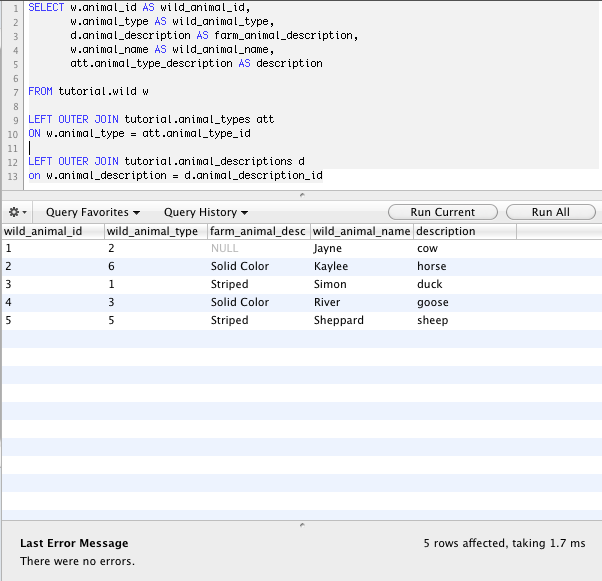 1 SELECT w.animal_id AS wild_animal_id,
2 w.animal_type AS wild_animal_type,
3 d.animal_description AS farm_animal_description,
4 w.animal_name AS wild_animal_name,
5 att.animal_type_description AS description
6
7 FROM tutorial.wild w
8
9 LEFT OUTER JOIN tutorial.animal_types att
10 ON w.animal_type = att.animal_type_id
11
12 LEFT OUTER JOIN tutorial.animal_descriptions d
13 on w.animal_description = d.animal_description_id
Query Favorites Query History Run Current Run All
wild_animal_id wild_animal_type farm_animal_desc wild_animal_name description
1 2 NULL Jayne cow
2 6 Solid Color Kaylee horse
3 1 Striped Simon duck
4 3 Solid Color River goose
5 5 Striped Sheppard sheep
Last Error Message 5 rows affected, taking 1.7 ms
There were no errors.